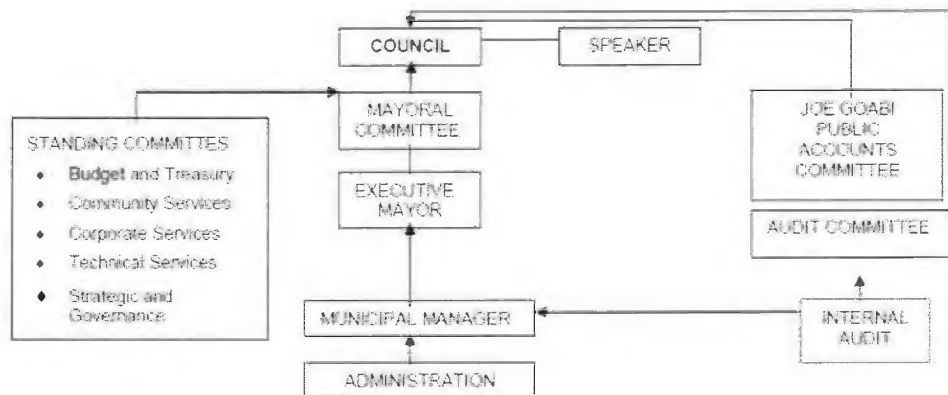 COUNCIL
SPEAKER
MAYORAL
COMMITTEE
JOE GOABI
PUBLIC
ACCOUNTS
COMMITTEE
STANDING COMMITTES
• Budget and Treasury
• Community Services
• Corporate Services
• Technical Services
• Strategic and
Governance
EXECUTIVE
MAYOR
AUDIT COMMITTEE
MUNICIPAL MANAGER
INTERNAL
AUDIT
ADMINISTRATION